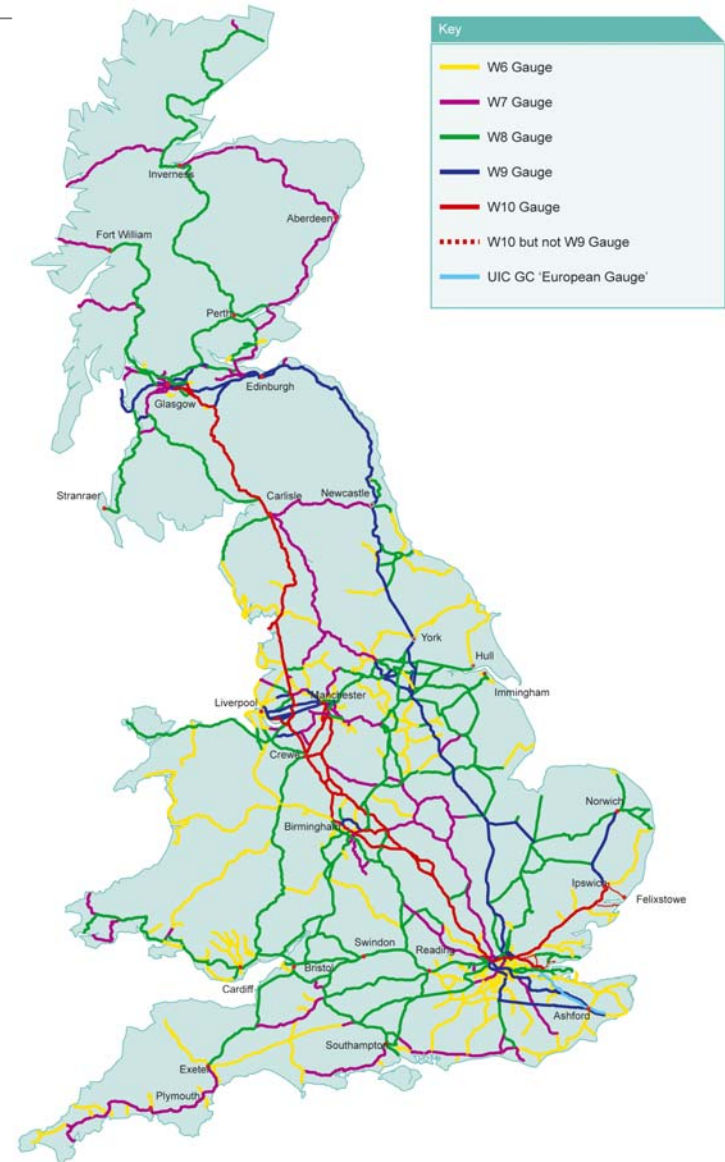 Key
W6 Gauge
W7 Gauge
W8 Gauge
W9 Gauge
W10 Gauge
W10 but not W9 Gauge
UIC GC ‘European Gauge’
Inverness
Aberdeen
Fort William
Perth
Edinburgh
Glasgow
Stranraer
Carlisle
Newcastle
York
Hull
Immingham
Liverpool
Manchester
Crewe
Norwich
Birmingham
Ipswich
Felixstowe
Swindon
Reading
Bristol
Cardiff
Ashford
Southampton
Exeter
Plymouth